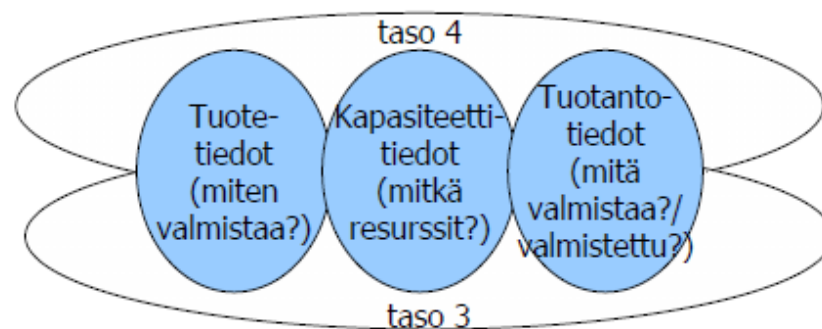 taso 4
Tuote-
tiedot
(miten
valmistaa?)
Kapasiteetti-
tiedot
(mitkä
resurssit?)
Tuotanto-
tiedot
(mitä
valmistaa?/
valmistettu?)
taso 3